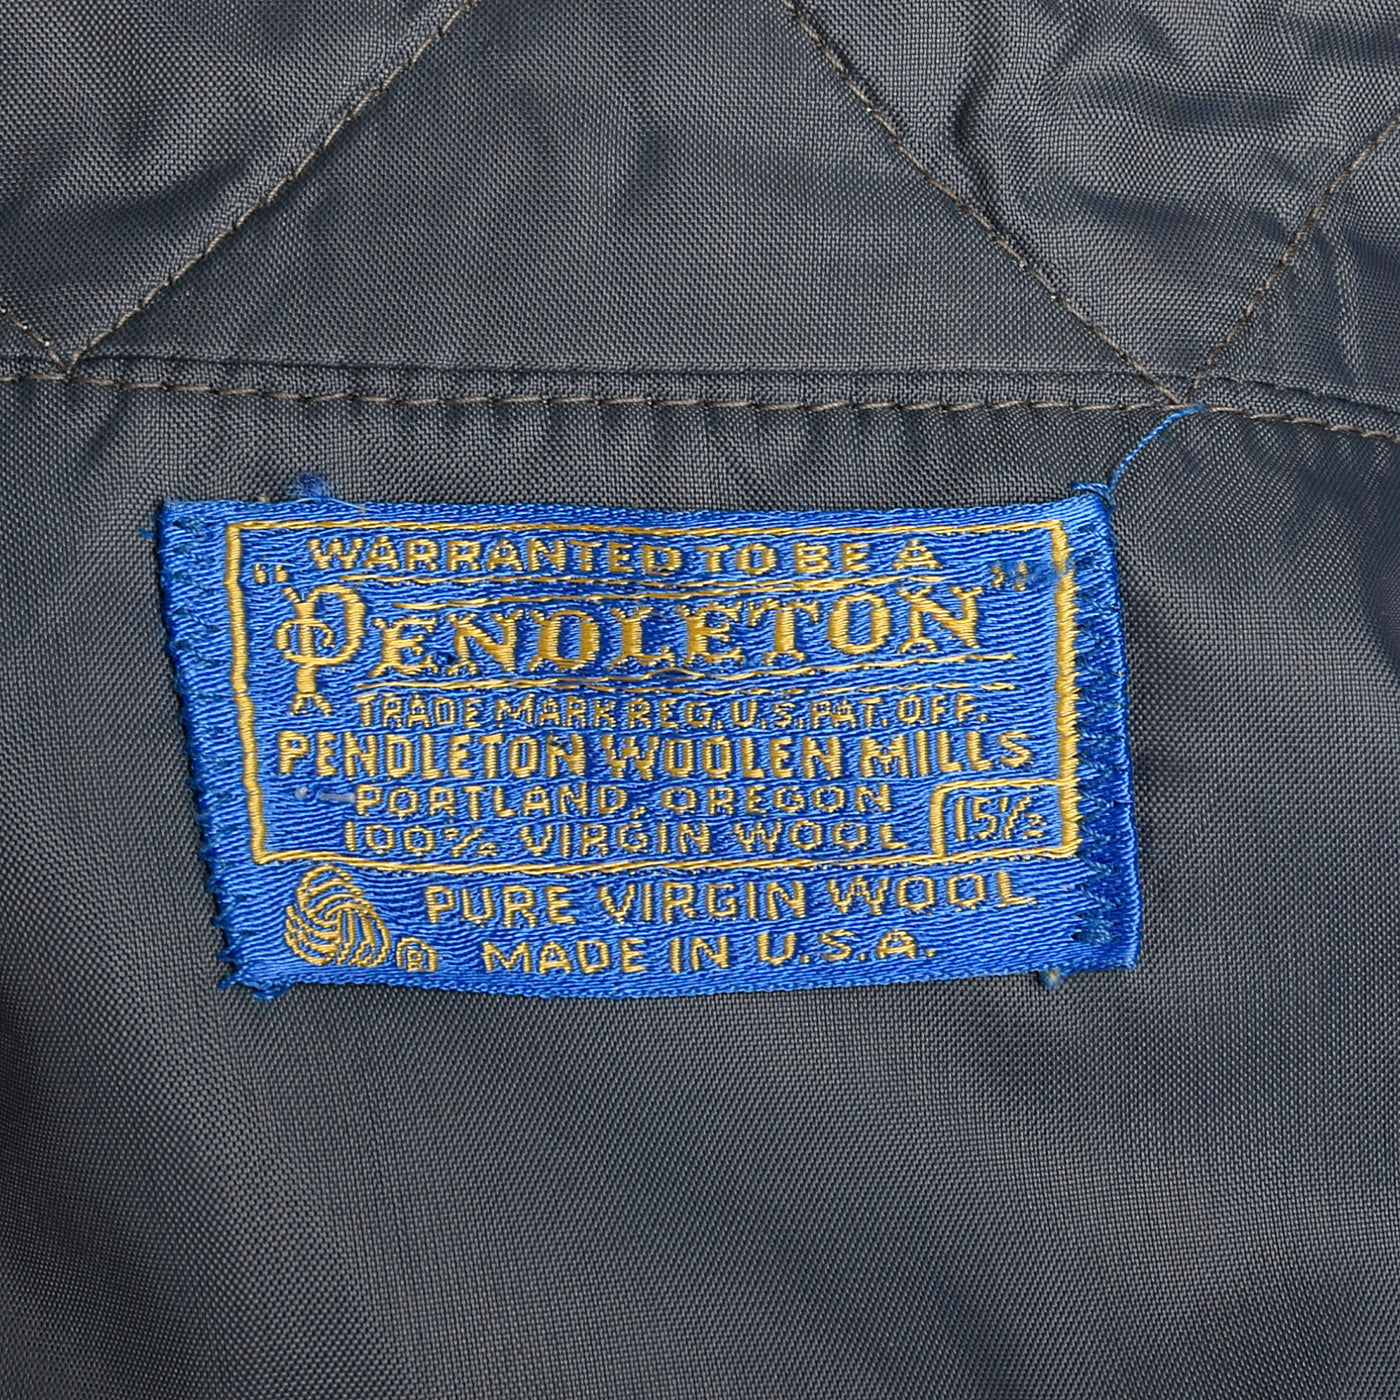 WARRANTED TO BE A
"PENDLETON"
TRADE MARK REG. U.S. PAT. OFF.
PENDLETON WOOLEN MILLS
PORTLAND, OREGON
100% VIRGIN WOOL 15½
PURE VIRGIN WOOL
R MADE IN U.S.A.